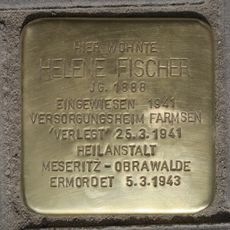 HIER WOHNTE
HELENE FISCHER
JG. 1888
EINGEWIESEN 1941
VERSORGUNGSHEIM FARMSEN
'VERLEGT' 25.3.1941
HEILANSTALT
MESERITZ-OBRAWALDE
ERMORDET 5.3.1943